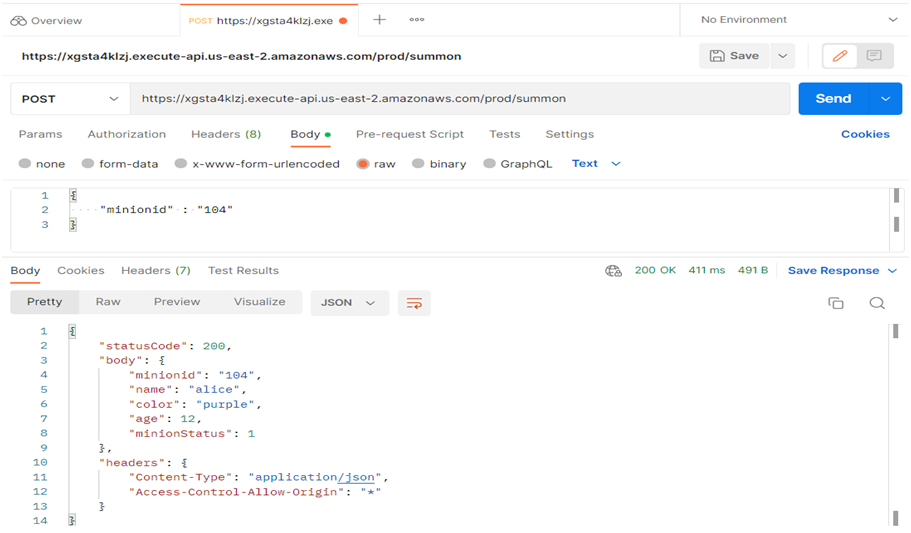 Overview
POST https://xgsta4klzj.exe
No Environment
https://xgsta4klzj.execute-api.us-east-2.amazonaws.com/prod/summon
Save
POST https://xgsta4klzj.execute-api.us-east-2.amazonaws.com/prod/summon Send
Params Authorization Headers (8) Body Pre-request Script Tests Settings Cookies
none form-data x-www-form-urlencoded raw binary GraphQL Text
1 {
2 "minionid" : "104"
3 }
Body Cookies Headers (7) Test Results 200 OK 411 ms 491 B Save Response
Pretty Raw Preview Visualize JSON
1 {
2 "statusCode": 200,
3 "body": {
4 "minionid": "104",
5 "name": "alice",
6 "color": "purple",
7 "age": 12,
8 "minionStatus": 1
9 },
10 "headers": {
11 "Content-Type": "application/json",
12 "Access-Control-Allow-Origin": "*"
13 }
14 }